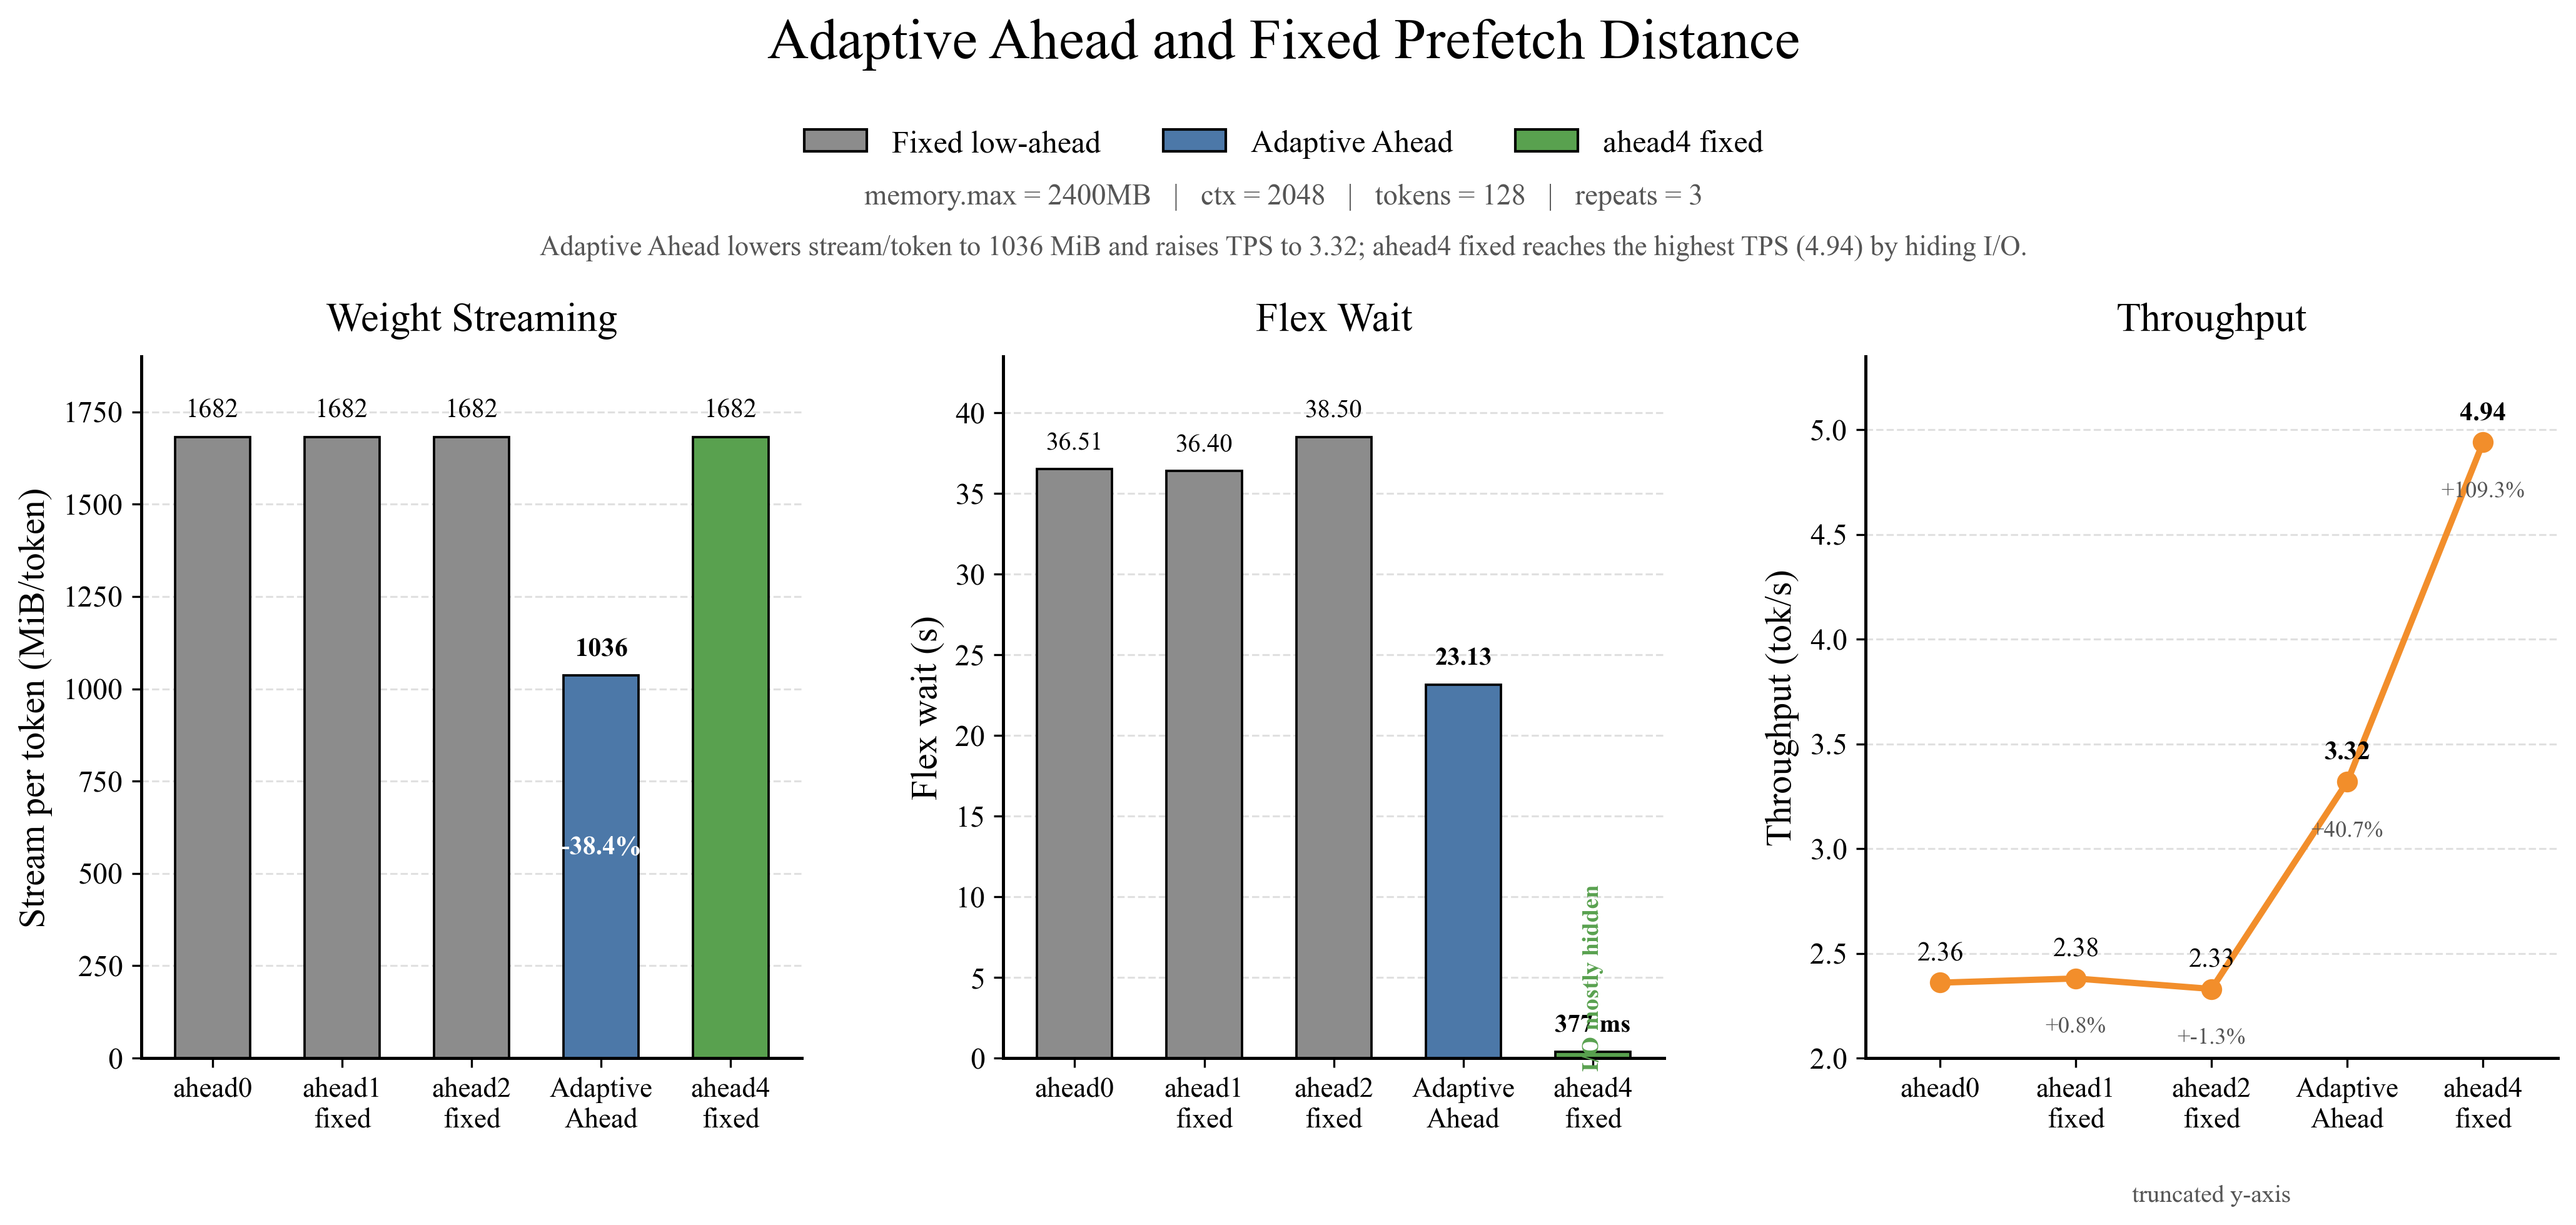 Adaptive Ahead and Fixed Prefetch Distance
Fixed low-ahead
Adaptive Ahead
ahead4 fixed
memory.max = 2400MB | ctx = 2048 | tokens = 128 | repeats = 3
Adaptive Ahead lowers stream/token to 1036 MiB and raises TPS to 3.32; ahead4 fixed reaches the highest TPS (4.94) by hiding I/O.
Weight Streaming
Stream per token (MiB/token)
1750
1500
1250
1000
750
500
250
0
1682
1682
1682
1036
-38.4%
1682
ahead0
ahead1
fixed
ahead2
fixed
Adaptive
Ahead
ahead4
fixed
Flex Wait
Flex wait (s)
40
35
30
25
20
15
10
5
0
36.51
36.40
38.50
23.13
377 ms
I/O mostly hidden
ahead0
ahead1
fixed
ahead2
fixed
Adaptive
Ahead
ahead4
fixed
Throughput
Throughput (tok/s)
5.0
4.5
4.0
3.5
3.0
2.5
2.0
2.36
2.38
+0.8%
2.33
+-1.3%
3.32
+40.7%
4.94
+109.3%
ahead0
ahead1
fixed
ahead2
fixed
Adaptive
Ahead
ahead4
fixed
truncated y-axis